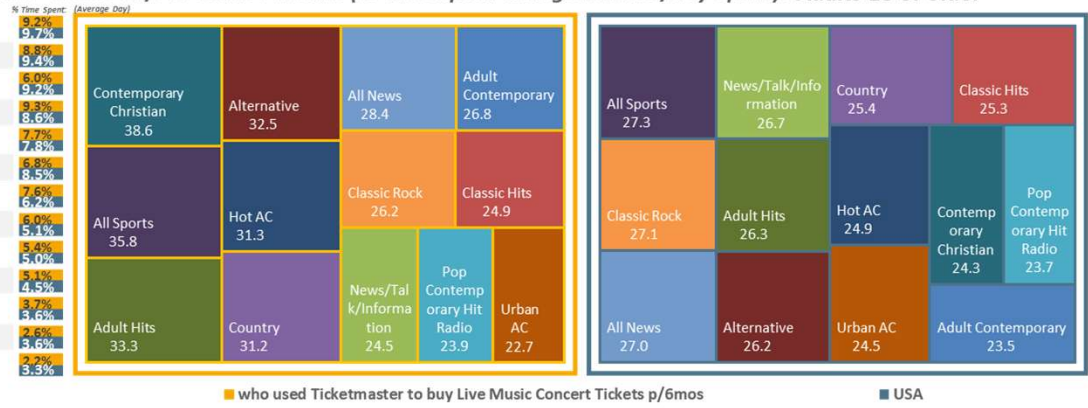 % Time Spent: (Average Day)
9.2%
9.7%
8.8%
9.4%
6.0%
9.2%
9.3%
8.6%
7.7%
7.8%
6.8%
8.5%
7.6%
6.2%
6.0%
5.1%
5.4%
5.0%
5.1%
4.5%
3.7%
3.6%
2.6%
3.6%
2.2%
3.3%
Contemporary
Christian
38.6
Alternative
32.5
All News
28.4
Adult
Contemporary
26.8
All Sports
35.8
Hot AC
31.3
Classic Rock
26.2
Classic Hits
24.9
Adult Hits
33.3
Country
31.2
News/Tal
k/Informa
tion
24.5
Pop
Contemp
orary Hit
Radio
23.9
Urban
AC
22.7
All Sports
27.3
News/Talk/Info
rmation
26.7
Country
25.4
Classic Hits
25.3
Classic Rock
27.1
Adult Hits
26.3
Hot AC
24.9
Contemp
orary
Christian
24.3
Pop
Contemp
orary Hit
Radio
23.7
All News
27.0
Alternative
26.2
Urban AC
24.5
Adult Contemporary
23.5
who used Ticketmaster to buy Live Music Concert Tickets p/6mos
USA